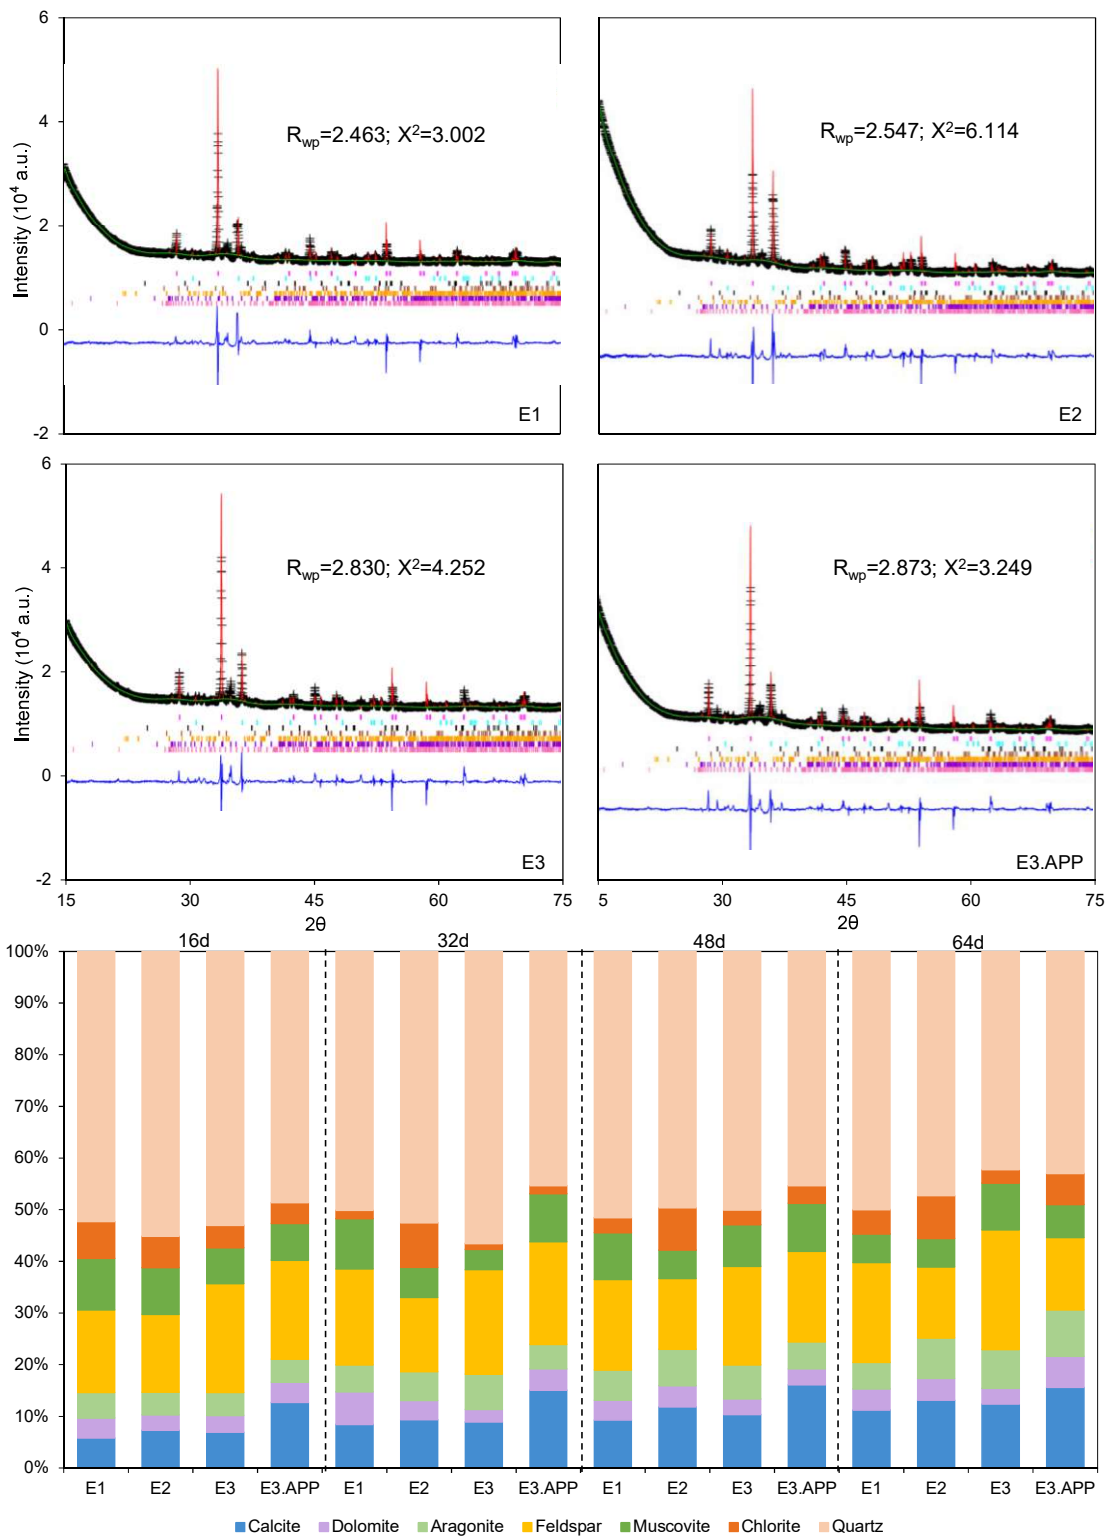 6
4
2
0
-2
Intensity (10⁴ a.u.)
Rwp=2.463; X²=3.002
E1
Rwp=2.547; X²=6.114
E2
6
4
2
0
-2
Intensity (10⁴ a.u.)
Rwp=2.830; X²=4.252
E3
Rwp=2.873; X²=3.249
E3.APP
15 30 45 60 75
5 30 45 60 75
2θ 2θ
16d 32d 48d 64d
100%
90%
80%
70%
60%
50%
40%
30%
20%
10%
0%
E1 E2 E3 E3.APP E1 E2 E3 E3.APP E1 E2 E3 E3.APP E1 E2 E3 E3.APP
Calcite Dolomite Aragonite Feldspar Muscovite Chlorite Quartz